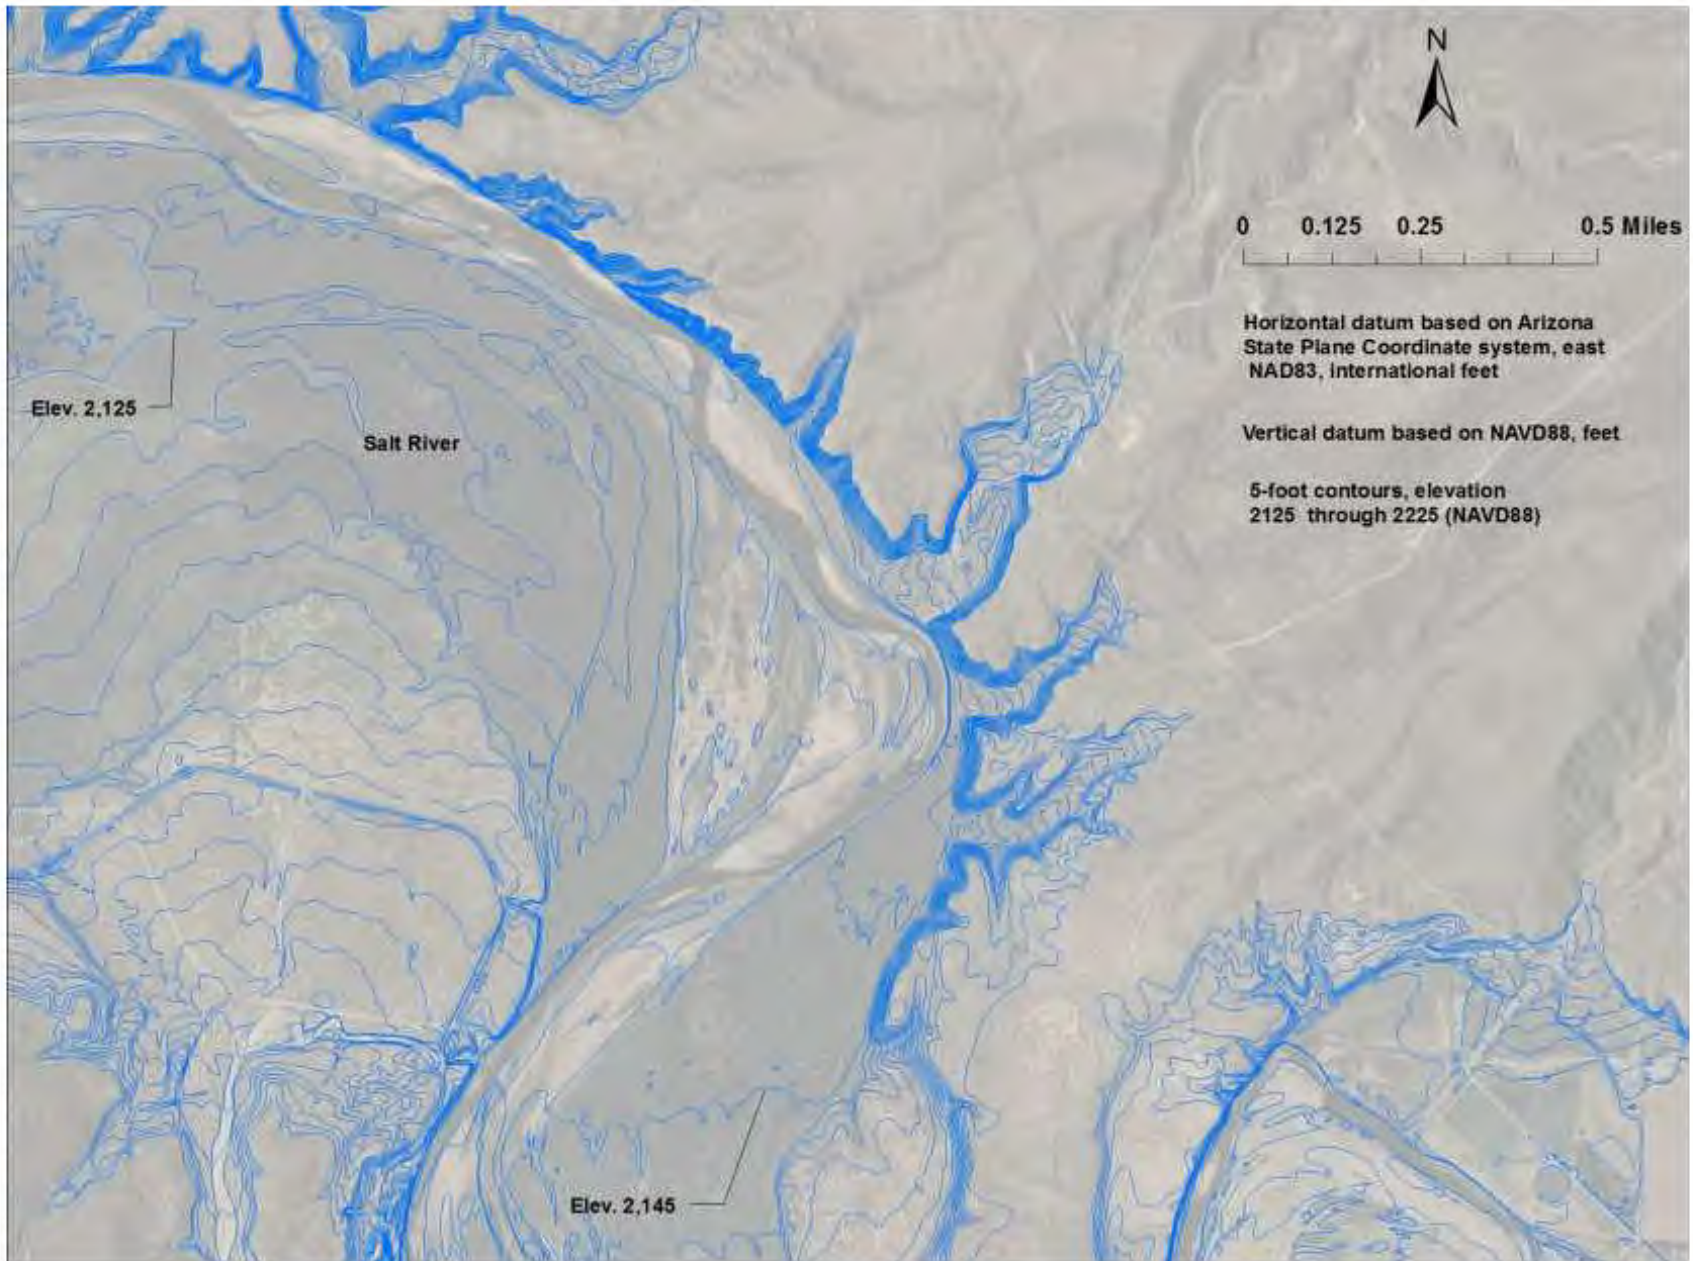 N
0 0.125 0.25 0.5 Miles
Horizontal datum based on Arizona
State Plane Coordinate system, east
NAD83, international feet
Vertical datum based on NAVD88, feet
5-foot contours, elevation
2125 through 2225 (NAVD88)
Elev. 2,125
Salt River
Elev. 2,145